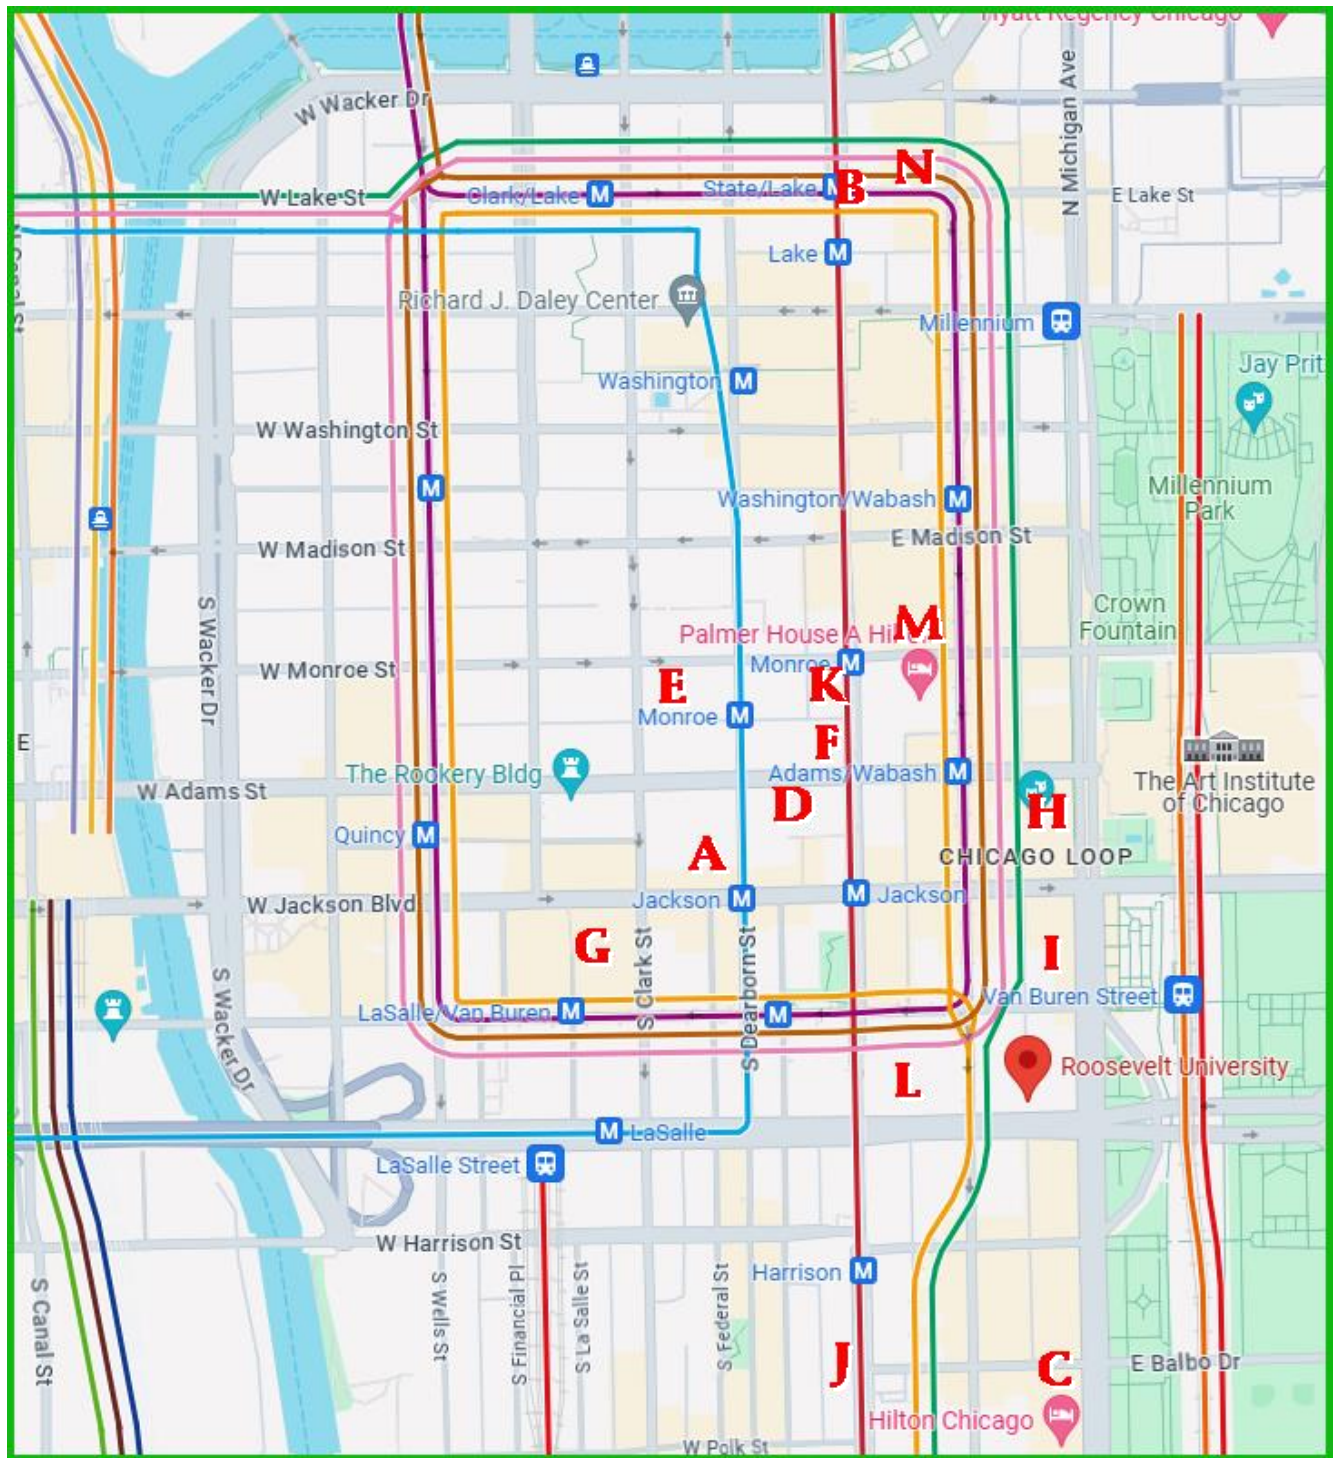 Hyatt Regency Chicago
W Wacker Dr
N Michigan Ave
N
B
W Lake St
Clark/Lake M
State/Lake M
E Lake St
Lake M
Richard J. Daley Center
Millennium
Jay Prit
Washington M
W Washington St
M
Washington/Wabash M
Millennium
Park
W Madison St
E Madison St
S Wacker Dr
Crown
Fountain
M
Palmer House A Hil
W Monroe St
Monroe M
E
K
Monroe M
F
E
The Rookery Bldg
Adams/Wabash M
The Art Institute
of Chicago
W Adams St
D
H
Quincy M
A
CHICAGO LOOP
W Jackson Blvd
Jackson M
M Jackson
G
S Clark St
S Dearborn St
I
S Wacker Dr
LaSalle/Van Buren M
M
Van Buren Street
L
Roosevelt University
M LaSalle
LaSalle Street
W Harrison St
Harrison M
S Canal St
S Wells St
S Financial Pl
S La Salle St
S Federal St
J
C
E Balbo Dr
Hilton Chicago
W Polk St